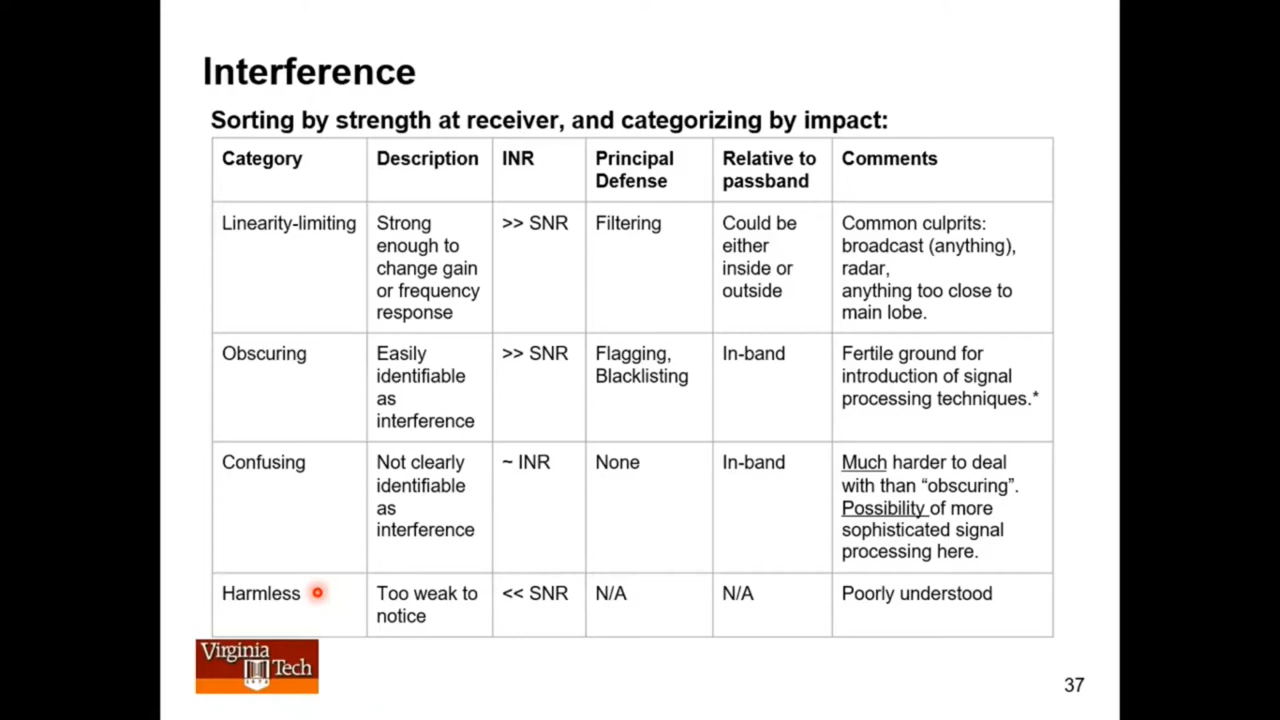 Interference
Sorting by strength at receiver, and categorizing by impact:
Category
Description
INR
Principal
Defense
Relative to
passband
Comments
Linearity-limiting
Strong
enough to
change gain
or frequency
response
>> SNR
Filtering
Could be
either
inside or
outside
Common culprits:
broadcast (anything),
radar,
anything too close to
main lobe.
Obscuring
Easily
identifiable
as
interference
>> SNR
Flagging,
Blacklisting
In-band
Fertile ground for
introduction of signal
processing techniques.*
Confusing
Not clearly
identifiable
as
interference
~ INR
None
In-band
Much harder to deal
with than “obscuring”.
Possibility of more
sophisticated signal
processing here.
Harmless
Too weak to
notice
<< SNR
N/A
N/A
Poorly understood
Virginia
Tech
1872
37